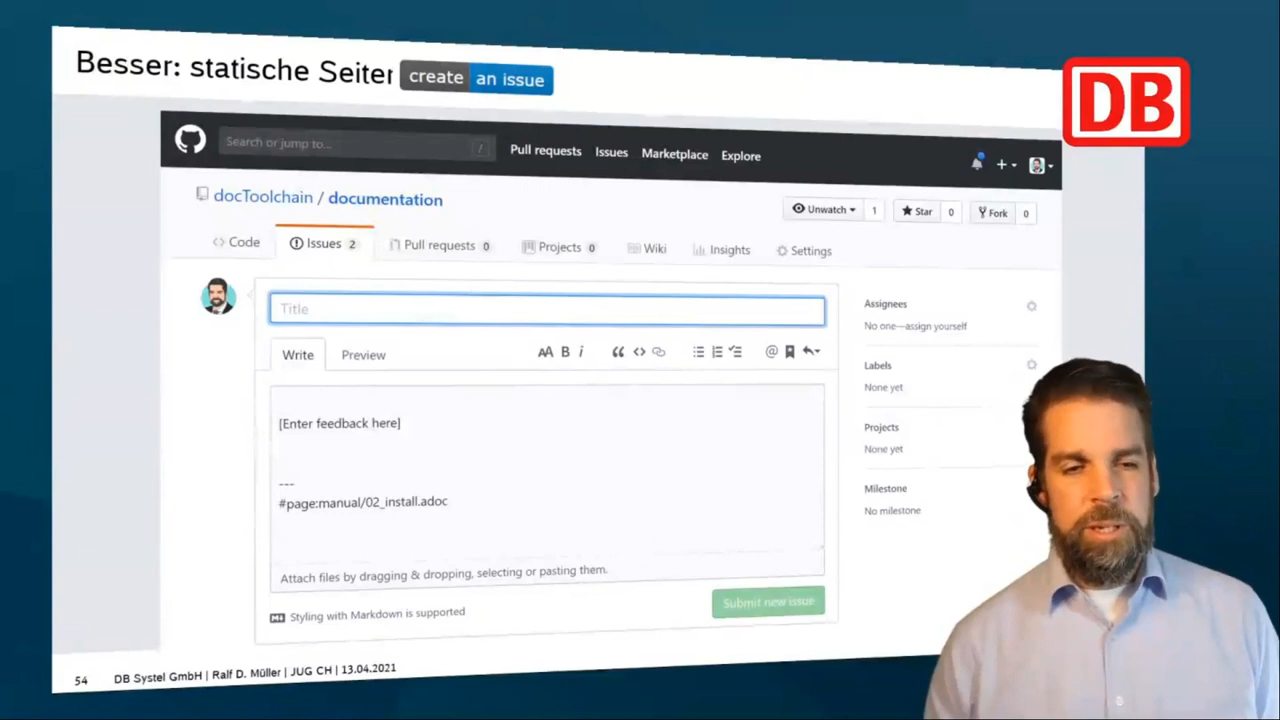 Besser: statische Seiten create an issue
DB
Search or jump to... /
Pull requests Issues Marketplace Explore
docToolchain / documentation
Unwatch 1 Star 0 Fork 0
Code Issues 2 Pull requests 0 Projects 0 Wiki Insights Settings
Title
Write Preview
AA B i
[Enter feedback here]
---
#page:manual/02_install.adoc
Attach files by dragging & dropping, selecting or pasting them.
Styling with Markdown is supported
Submit new issue
Assignees
No one—assign yourself
Labels
None yet
Projects
None yet
Milestone
No milestone
54 DB Systel GmbH | Ralf D. Müller | JUG CH | 13.04.2021